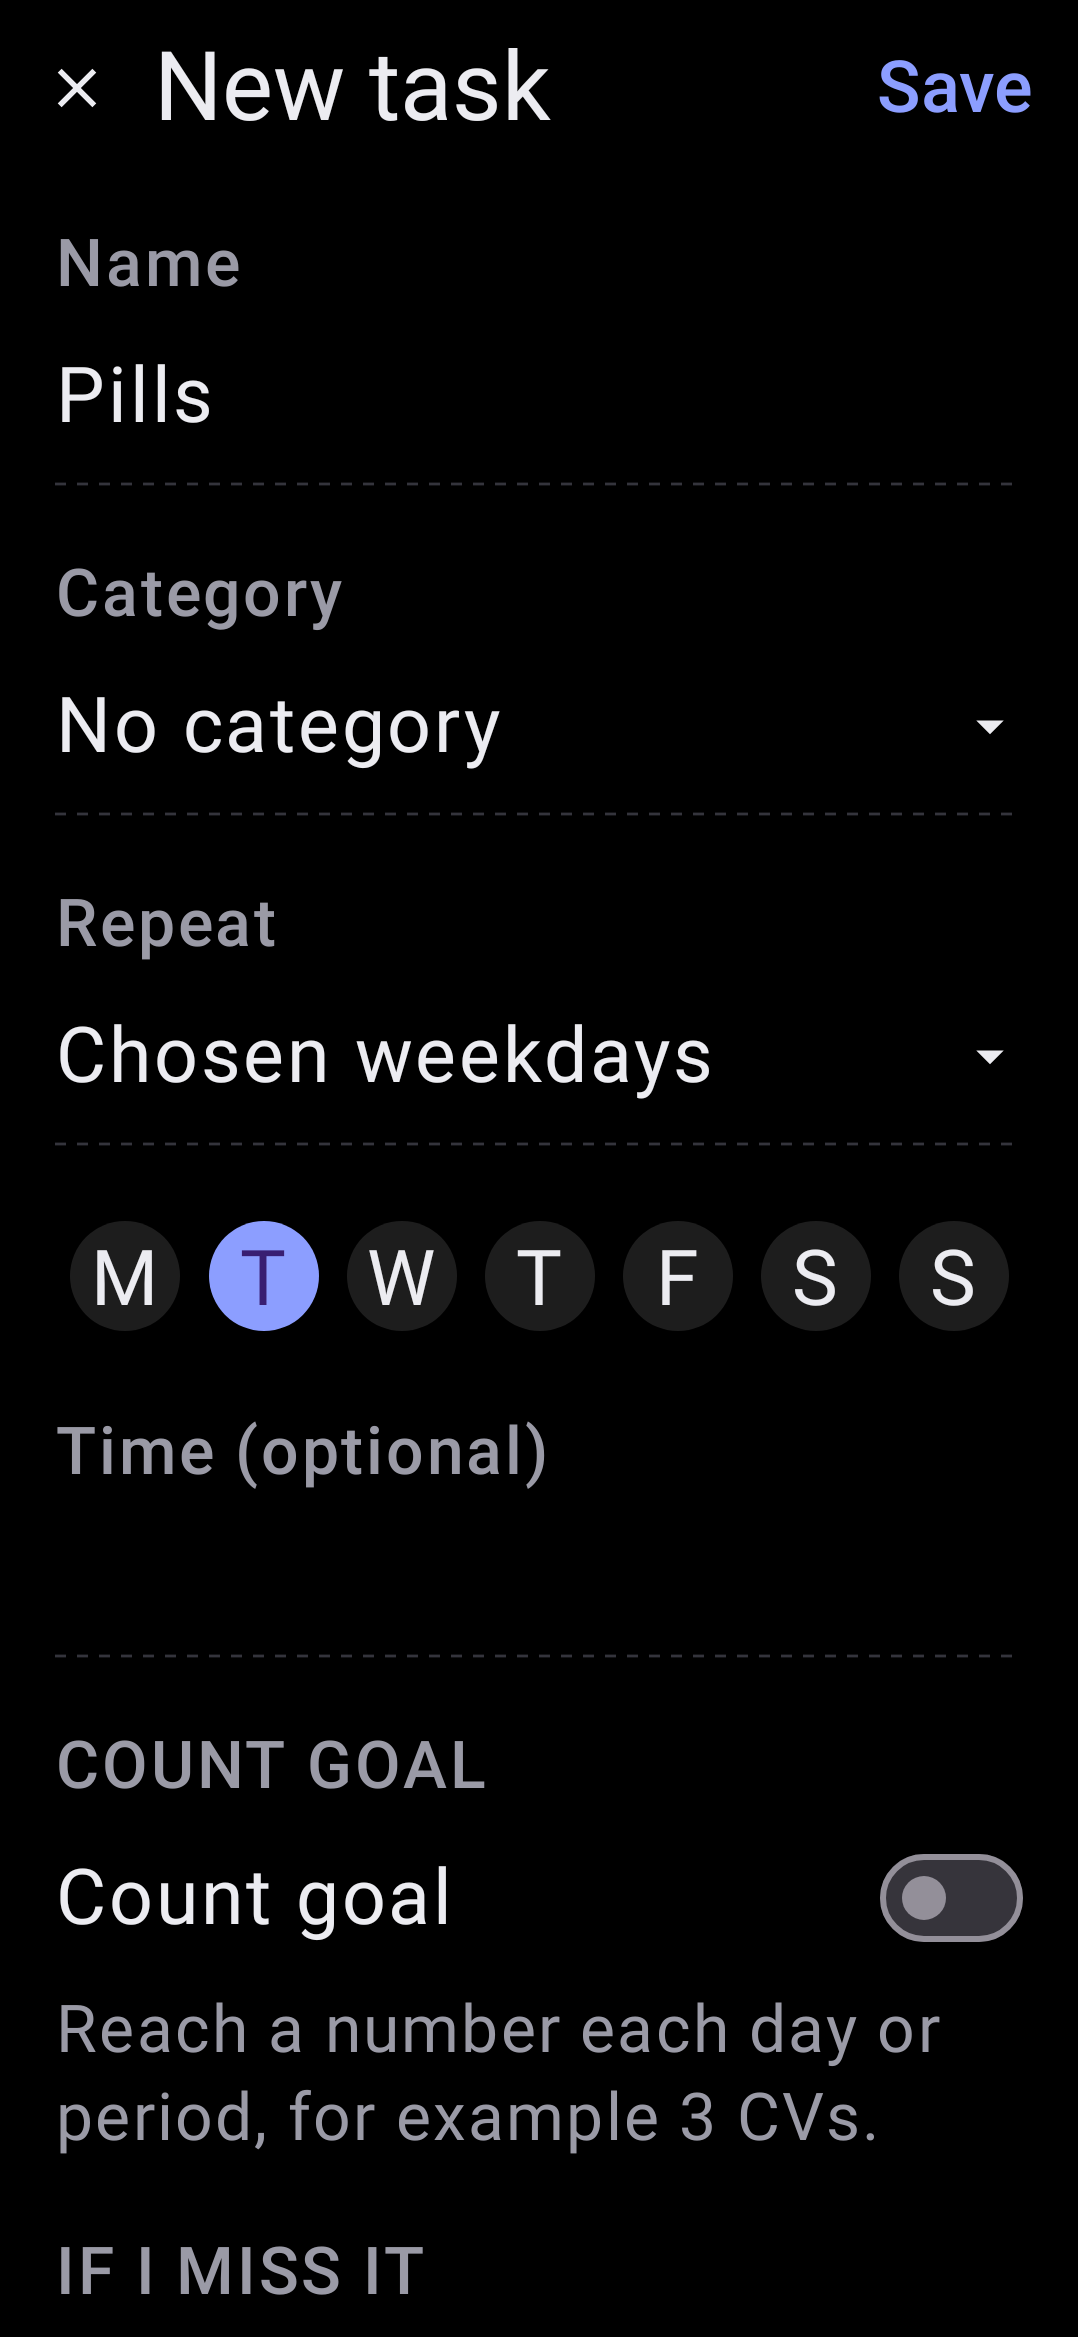 New task
Save
Name
Pills
Category
No category
Repeat
Chosen weekdays
M T W T F S S
Time (optional)
COUNT GOAL
Count goal
Reach a number each day or
period, for example 3 CVs.
IF I MISS IT